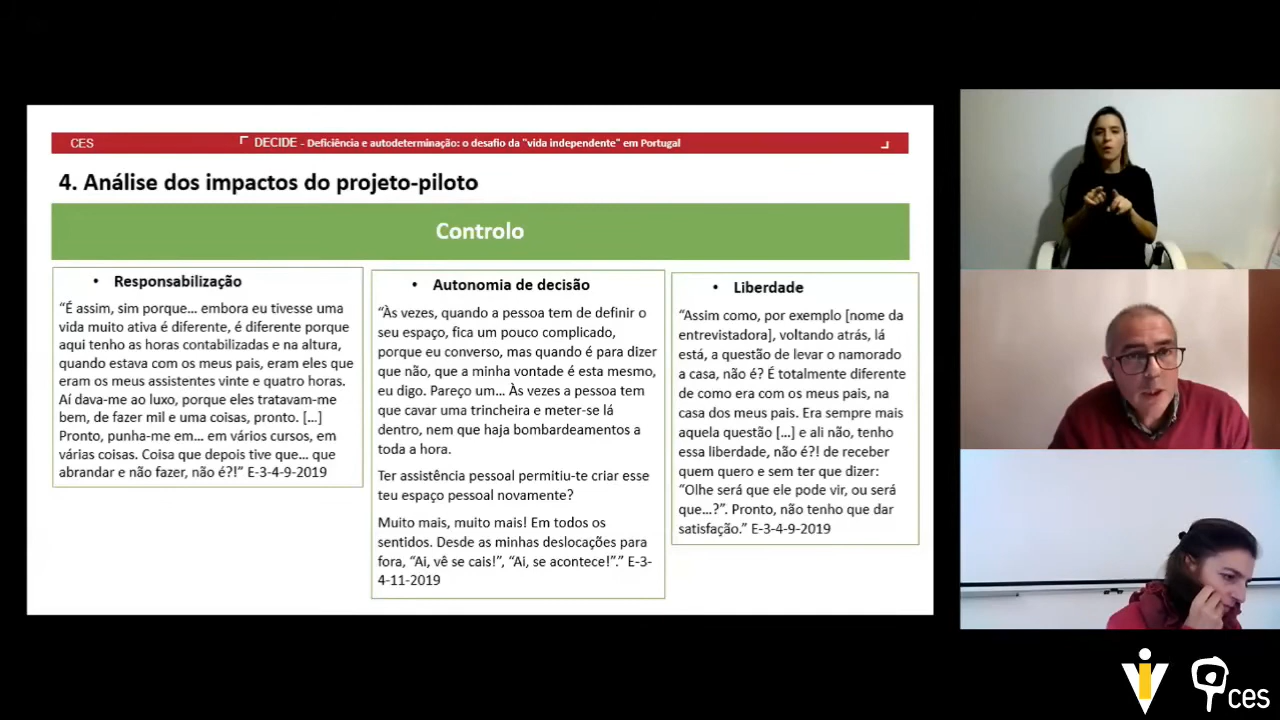 CES
DECIDE - Deficiência e autodeterminação: o desafio da "vida independente" em Portugal
4. Análise dos impactos do projeto-piloto
Controlo
• Responsabilização
“É assim, sim porque... embora eu tivesse uma
vida muito ativa é diferente, é diferente porque
aqui tenho as horas contabilizadas e na altura,
quando estava com os meus pais, eram eles que
eram os meus assistentes vinte e quatro horas.
Aí dava-me ao luxo, porque eles tratavam-me
bem, de fazer mil e uma coisas, pronto. [...]
Pronto, punha-me em... em vários cursos, em
várias coisas. Coisa que depois tive que... que
abrandar e não fazer, não é?!” E-3-4-9-2019
• Autonomia de decisão
“Às vezes, quando a pessoa tem de definir o
seu espaço, fica um pouco complicado,
porque eu converso, mas quando é para dizer
que não, que a minha vontade é esta mesmo,
eu digo. Pareço um... Às vezes a pessoa tem
que cavar uma trincheira e meter-se lá
dentro, nem que haja bombardeamentos a
toda a hora.
Ter assistência pessoal permitiu-te criar esse
teu espaço pessoal novamente?
Muito mais, muito mais! Em todos os
sentidos. Desde as minhas deslocações para
fora, “Ai, vê se cais!”, “Ai, se acontece!”.” E-3-
4-11-2019
• Liberdade
“Assim como, por exemplo [nome da
entrevistadora], voltando atrás, lá
está, a questão de levar o namorado
a casa, não é? É totalmente diferente
de como era com os meus pais, na
casa dos meus pais. Era sempre mais
aquela questão [...] e ali não, tenho
essa liberdade, não é?! de receber
quem quero e sem ter que dizer:
“Olhe será que ele pode vir, ou será
que...?”. Pronto, não tenho que dar
satisfação.” E-3-4-9-2019
ces